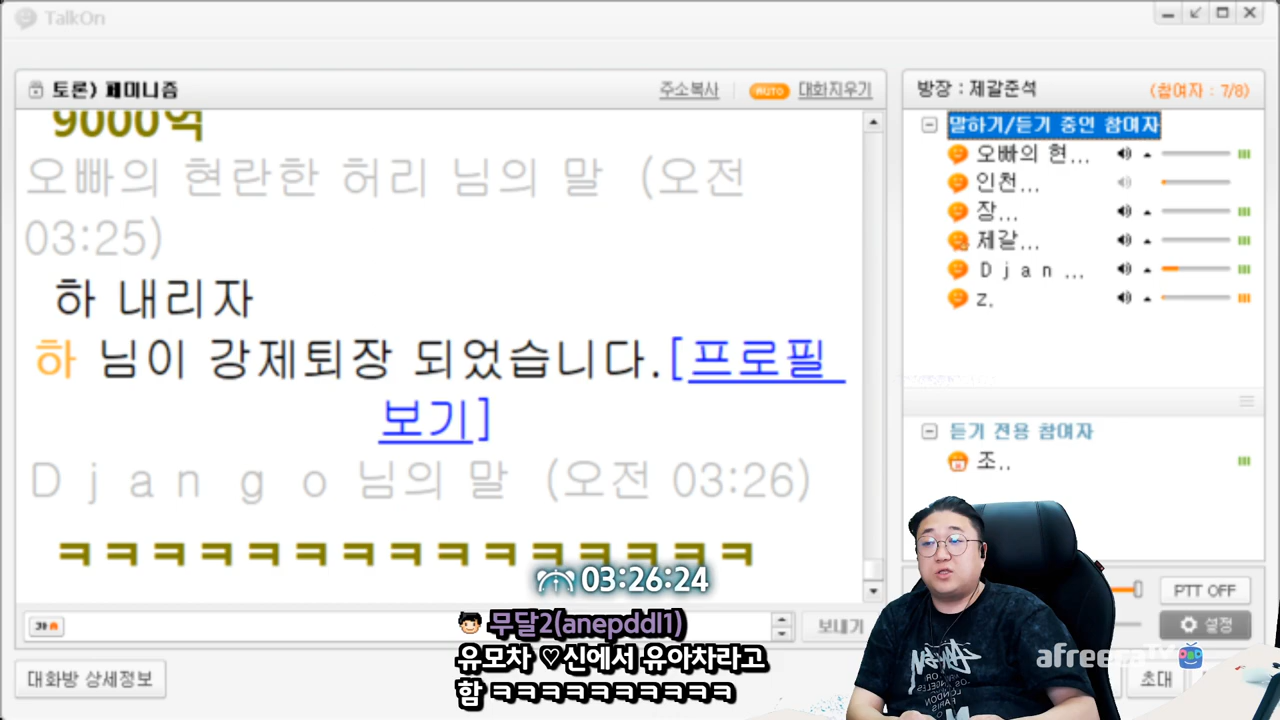 TalkOn
토론) 페미니즘
주소복사
AUTO
대화지우기
9000억
오빠의 현란한 허리 님의 말 (오전
03:25)
하 내리자
하 님이 강제퇴장 되었습니다.[프로필
보기]
D j a n g o 님의 말 (오전 03:26)
ㅋㅋㅋㅋㅋㅋㅋㅋㅋㅋㅋㅋㅋㅋㅋ
03:26:24
무달2(anepddl1)
유모차 ♡신에서 유아차라고
함 ㅋㅋㅋㅋㅋㅋㅋㅋㅋㅋ
가
보내기
대화방 상세정보
방장 : 제갈준석
(참여자 : 7/8)
말하기/듣기 중인 참여자
오빠의 현...
인천...
장...
제갈...
D j a n ...
z.
듣기 전용 참여자
조..
PTT OFF
설정
초대
LOS ANGELES
LONDON
PARIS